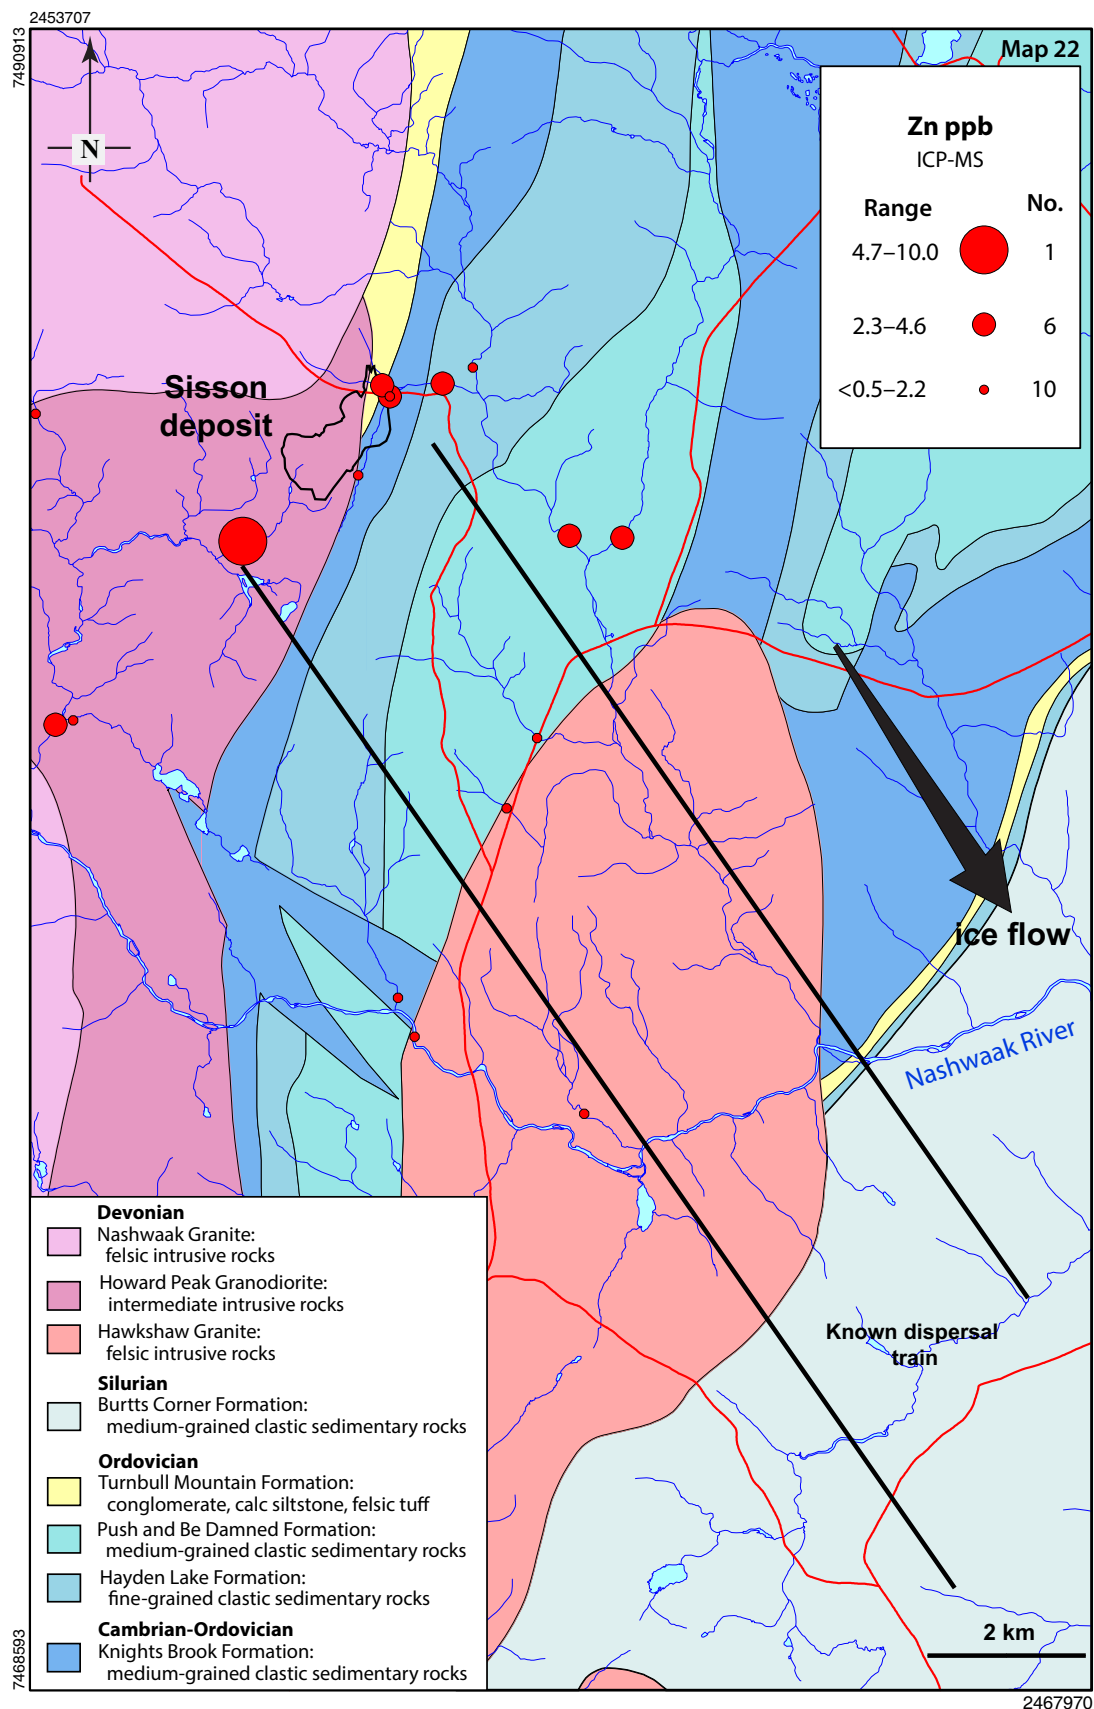 2453707
7490913
Map 22
N
Zn ppb
ICP-MS
Range No.
4.7–10.0 1
2.3–4.6 6
<0.5–2.2 10
Sisson
deposit
ice flow
Nashwaak River
Known dispersal
train
Devonian
Nashwaak Granite:
felsic intrusive rocks
Howard Peak Granodiorite:
intermediate intrusive rocks
Hawkshaw Granite:
felsic intrusive rocks
Silurian
Burtts Corner Formation:
medium-grained clastic sedimentary rocks
Ordovician
Turnbull Mountain Formation:
conglomerate, calc siltstone, felsic tuff
Push and Be Damned Formation:
medium-grained clastic sedimentary rocks
Hayden Lake Formation:
fine-grained clastic sedimentary rocks
Cambrian-Ordovician
Knights Brook Formation:
medium-grained clastic sedimentary rocks
2 km
7468593
2467970